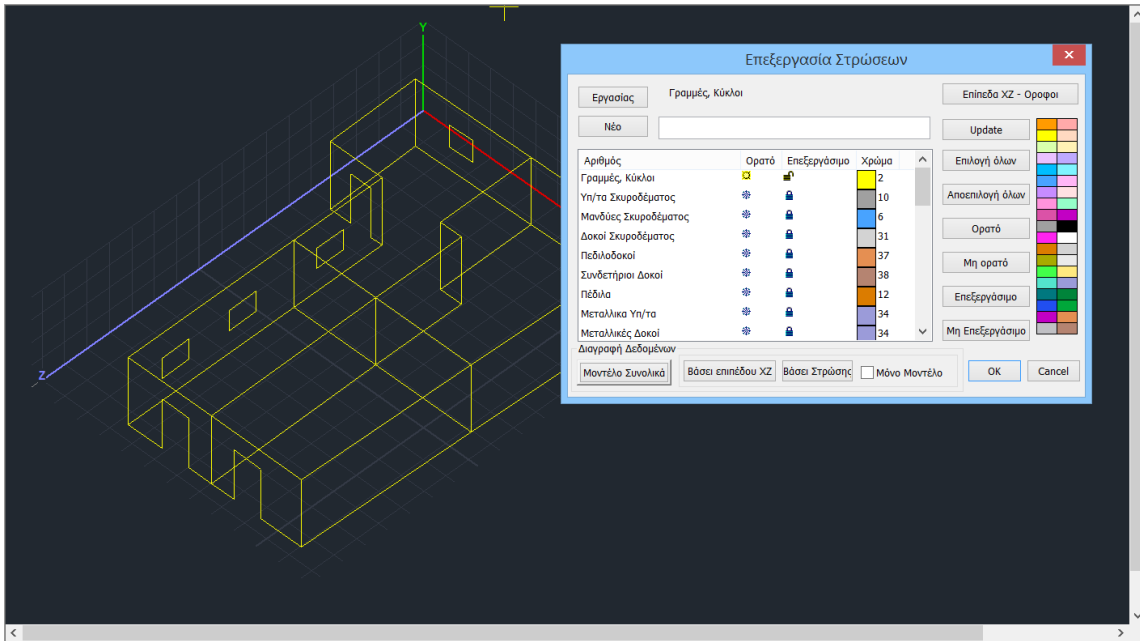 Y
Z
Επεξεργασία Στρώσεων
Εργασίας Γραμμές, Κύκλοι Επίπεδα XZ - Οροφοι
Νέο Update
Αριθμός Ορατό Επεξεργάσιμο Χρώμα Επιλογή όλων
Γραμμές, Κύκλοι 2
Υπ/τα Σκυροδέματος 10 Αποεπιλογή όλων
Μανδύες Σκυροδέματος 6
Δοκοί Σκυροδέματος 31 Ορατό
Πεδιλοδοκοί 37 Μη ορατό
Συνδετήριοι Δοκοί 38
Πέδιλα 12 Επεξεργάσιμο
Μεταλλικα Υπ/τα 34
Μεταλλικές Δοκοί 34 Μη Επεξεργάσιμο
Διαγραφή Δεδομένων
Μοντέλο Συνολικά Βάσει επιπέδου XZ Βάσει Στρώσης Μόνο Μοντέλο OK Cancel